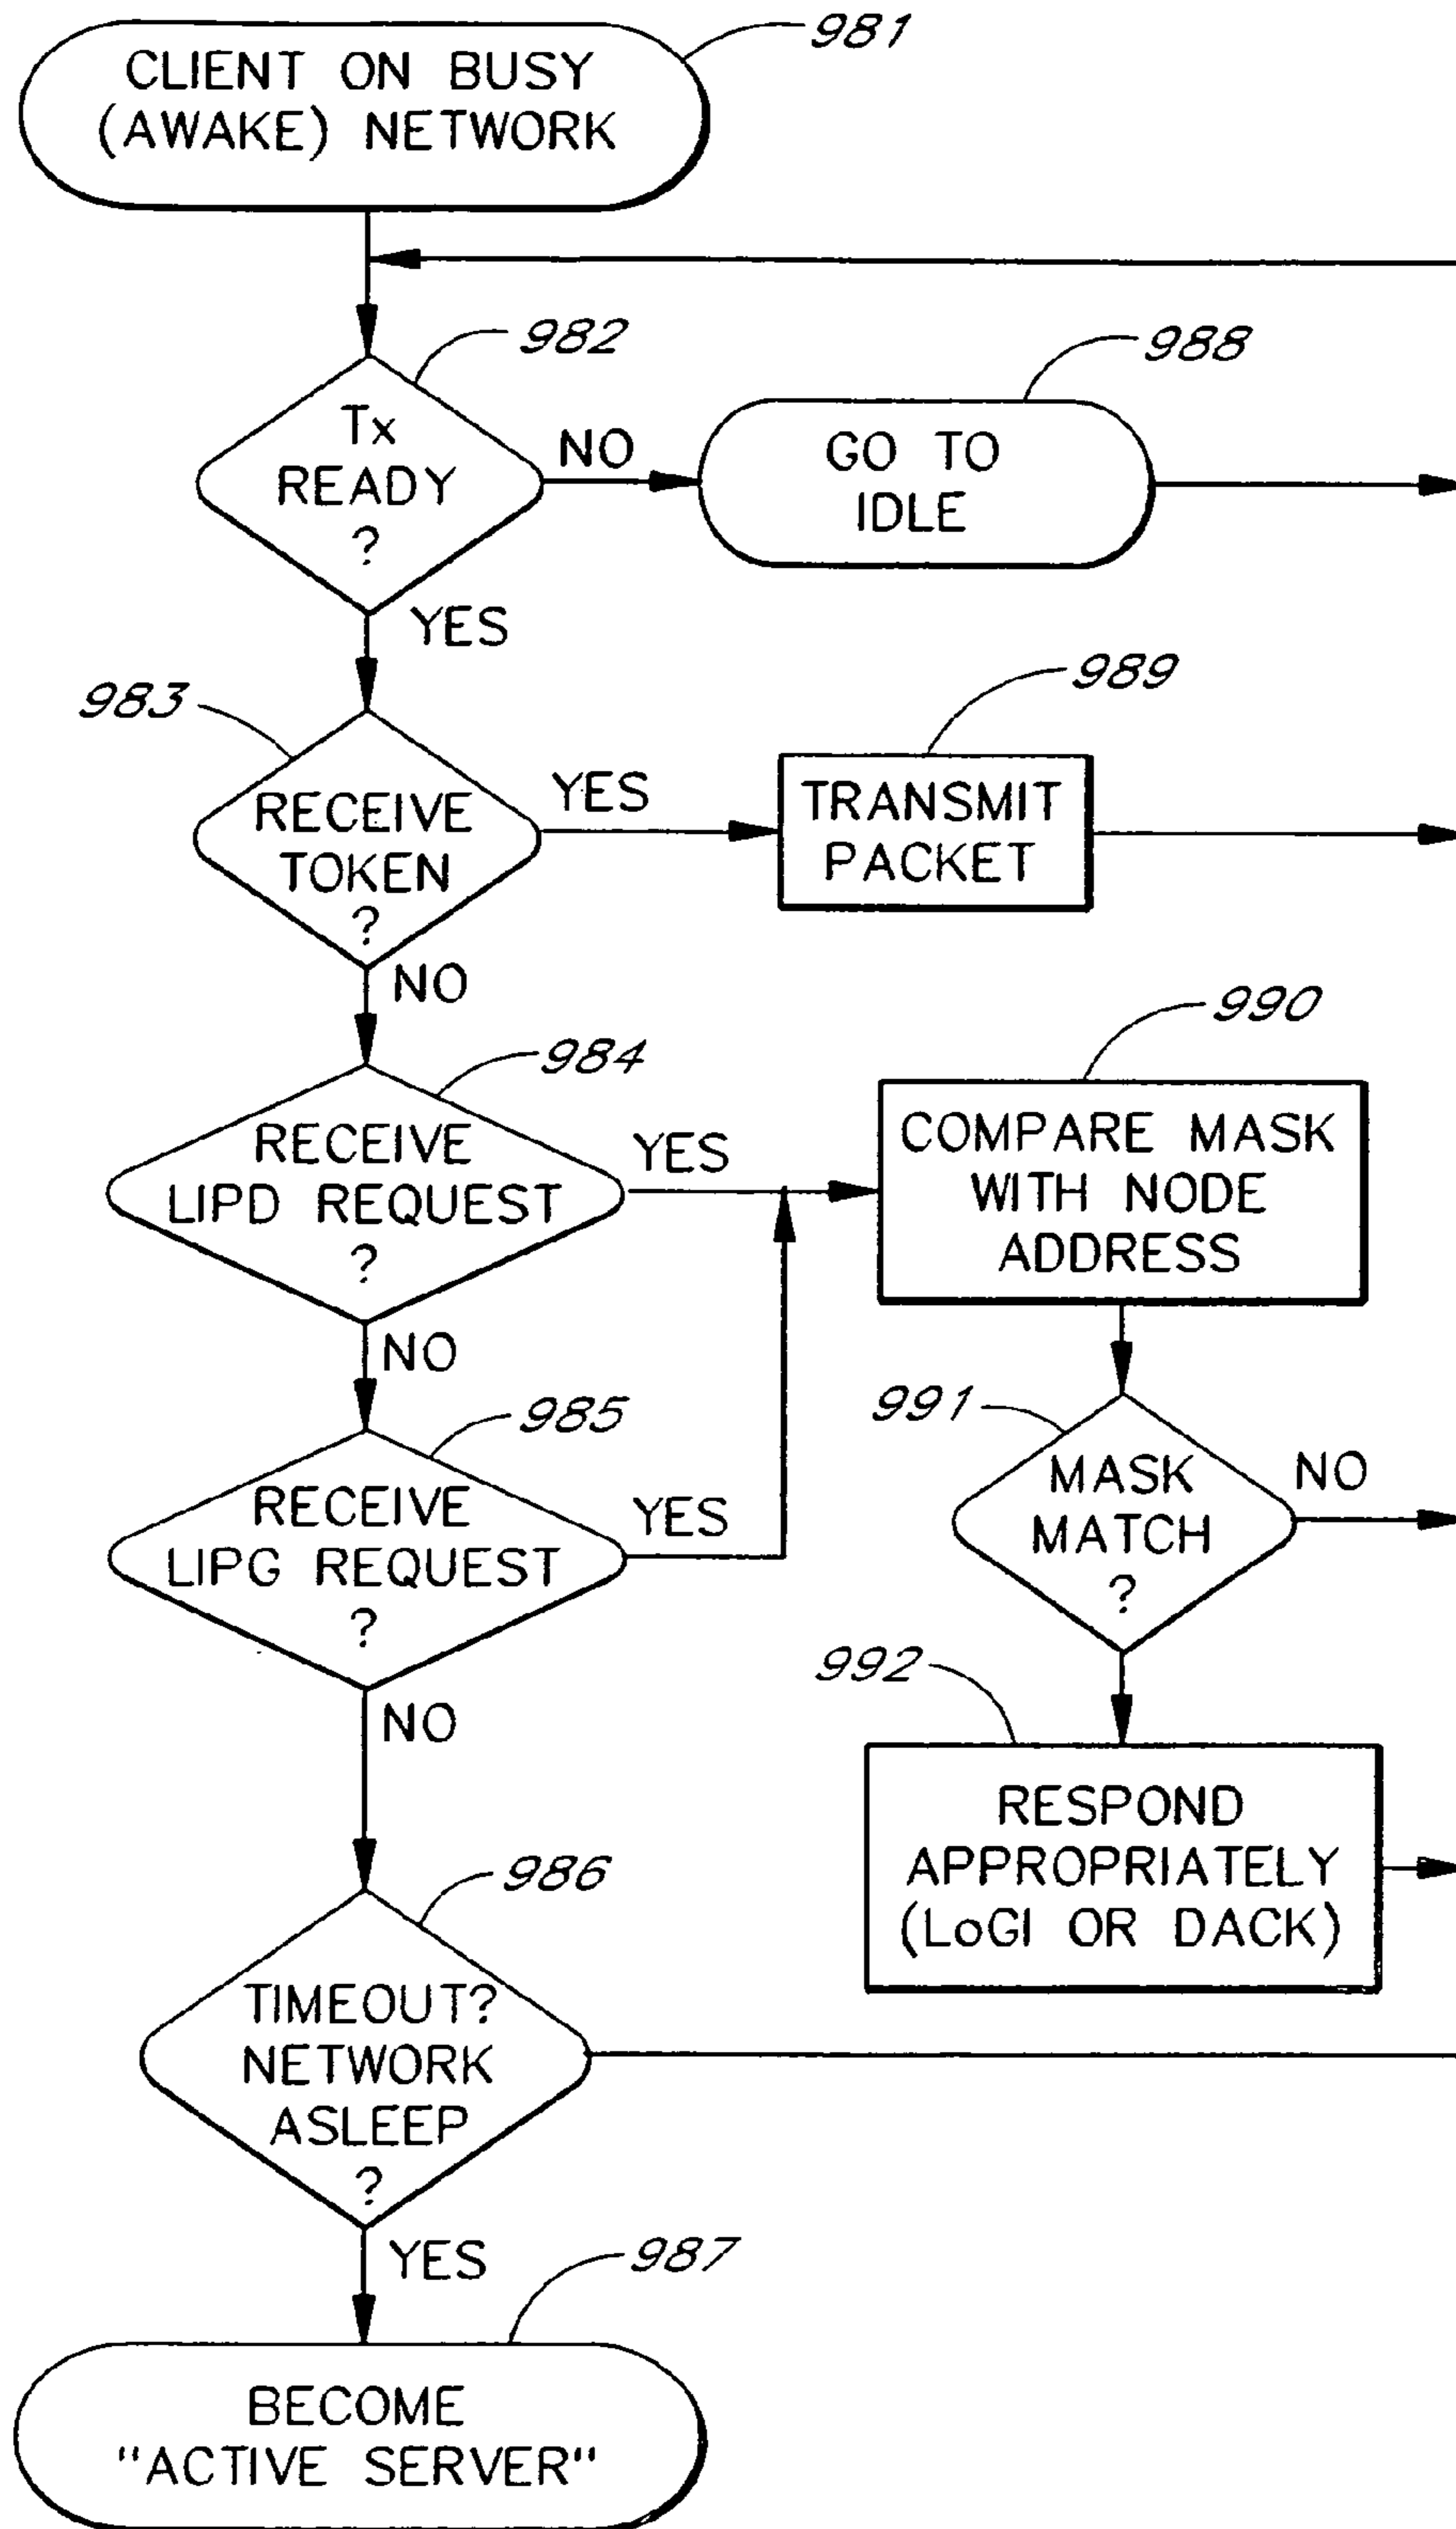 CLIENT ON BUSY
(AWAKE) NETWORK
981
982
Tx
READY
?
NO
988
GO TO
IDLE
YES
983
RECEIVE
TOKEN
?
YES
989
TRANSMIT
PACKET
NO
984
RECEIVE
LIPD REQUEST
?
YES
990
COMPARE MASK
WITH NODE
ADDRESS
NO
985
RECEIVE
LIPG REQUEST
?
YES
991
MASK
MATCH
?
NO
992
RESPOND
APPROPRIATELY
(LoGI OR DACK)
NO
986
TIMEOUT?
NETWORK
ASLEEP
?
YES
987
BECOME
"ACTIVE SERVER"